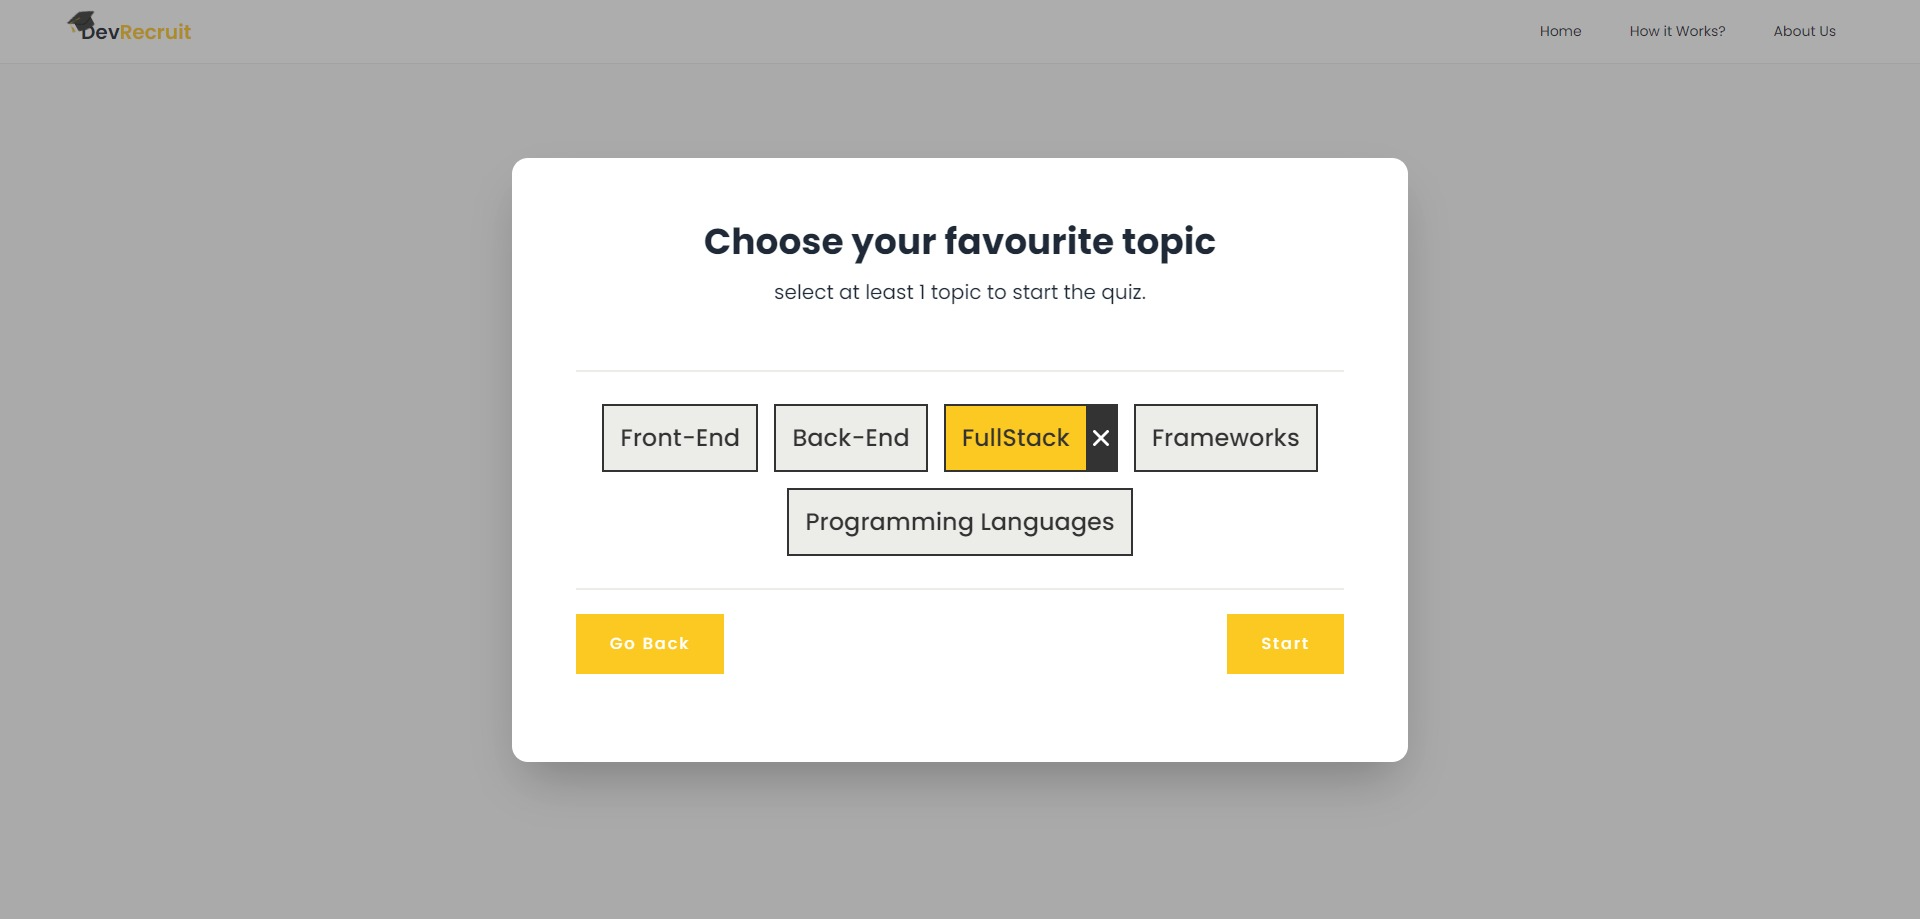 DevRecruit
Home How it Works? About Us
Choose your favourite topic
select at least 1 topic to start the quiz.
Front-End Back-End FullStack Frameworks
Programming Languages
Go Back Start